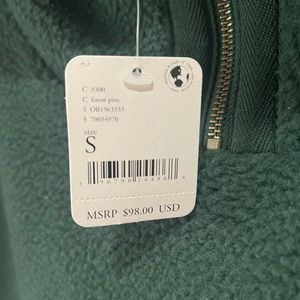 C 3300
C forest pine
S OB1563533
S 70034970
SIZE
S
MSRP $98.00 USD